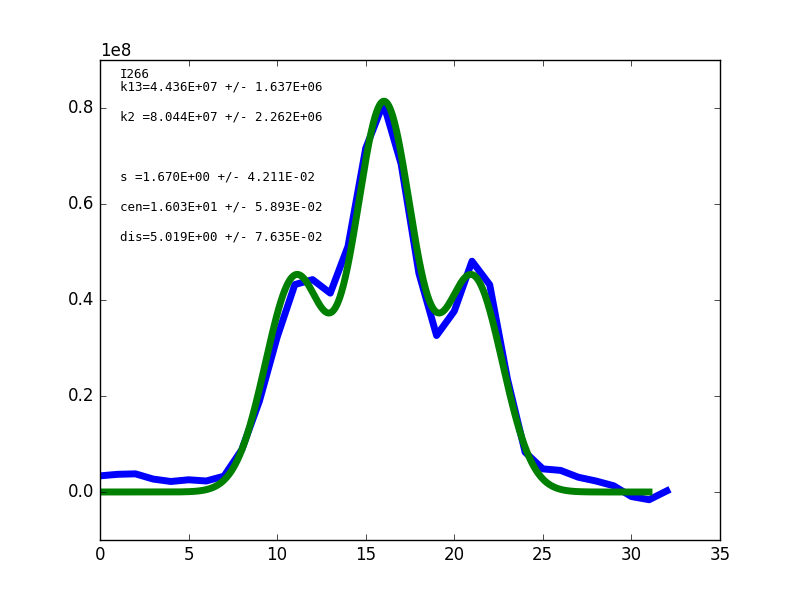 1e8
I266
k13=4.436E+07 +/- 1.637E+06
k2 =8.044E+07 +/- 2.262E+06
s =1.670E+00 +/- 4.211E-02
cen=1.603E+01 +/- 5.893E-02
dis=5.019E+00 +/- 7.635E-02
0.8
0.6
0.4
0.2
0.0
0 5 10 15 20 25 30 35